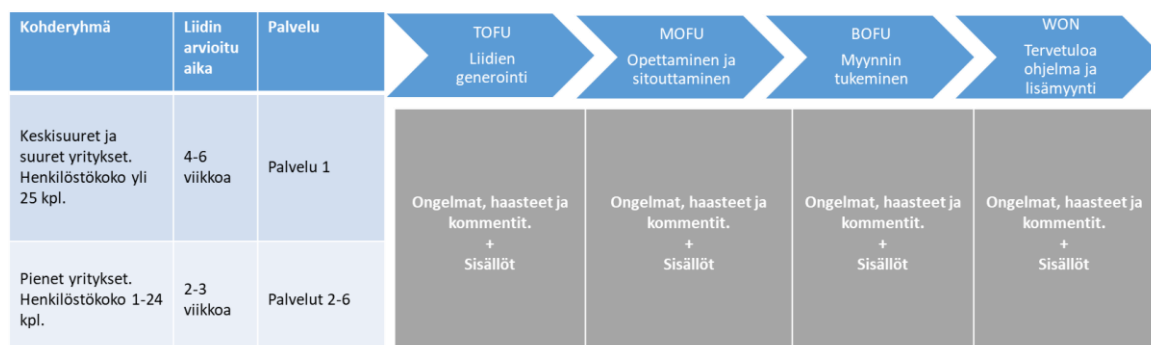 Kohderyhmä
Liidin
arvioitu
aika
Palvelu
TOFU
Liidien
generointi
MOFU
Opettaminen ja
sitouttaminen
BOFU
Myynnin
tukeminen
WON
Tervetuloa
ohjelma ja
lisämyynti
Keskisuuret ja
suuret yritykset.
Henkilöstökoko yli
25 kpl.
4-6
viikkoa
Palvelu 1
Pienet yritykset.
Henkilöstökoko 1-24
kpl.
2-3
viikkoa
Palvelut 2-6
Ongelmat, haasteet ja
kommentit.
+
Sisällöt
Ongelmat, haasteet ja
kommentit.
+
Sisällöt
Ongelmat, haasteet ja
kommentit.
+
Sisällöt
Ongelmat, haasteet ja
kommentit.
+
Sisällöt